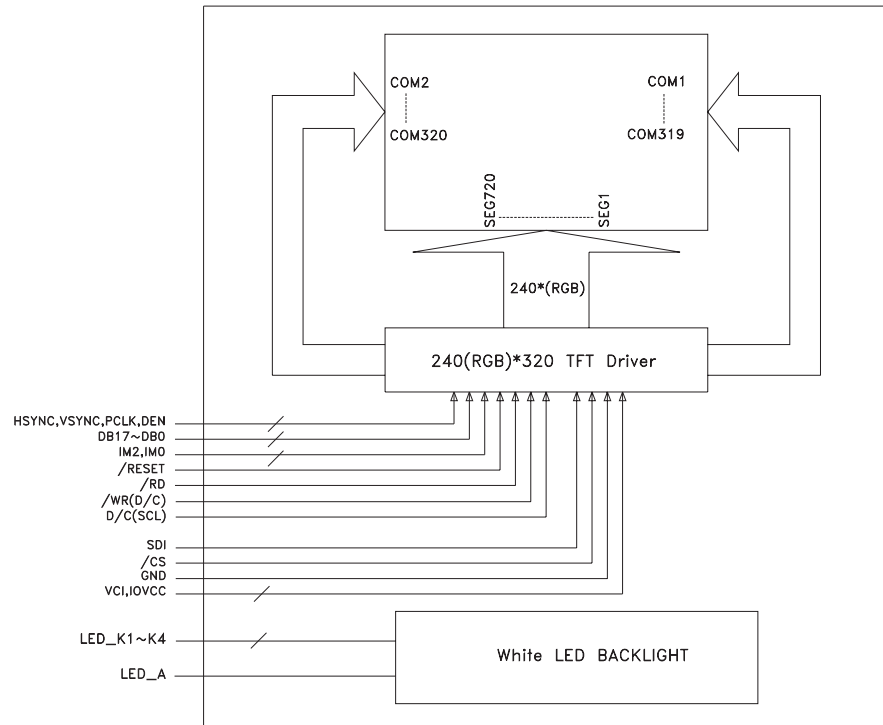 COM2
COM320
COM1
COM319
SEG720
SEG1
240*(RGB)
240(RGB)*320 TFT Driver
HSYNC,VSYNC,PCLK,DEN
DB17~DB0
IM2,IM0
/RESET
/RD
/WR(D/C)
D/C(SCL)
SDI
/CS
GND
VCI,IOVCC
LED_K1~K4
LED_A
White LED BACKLIGHT